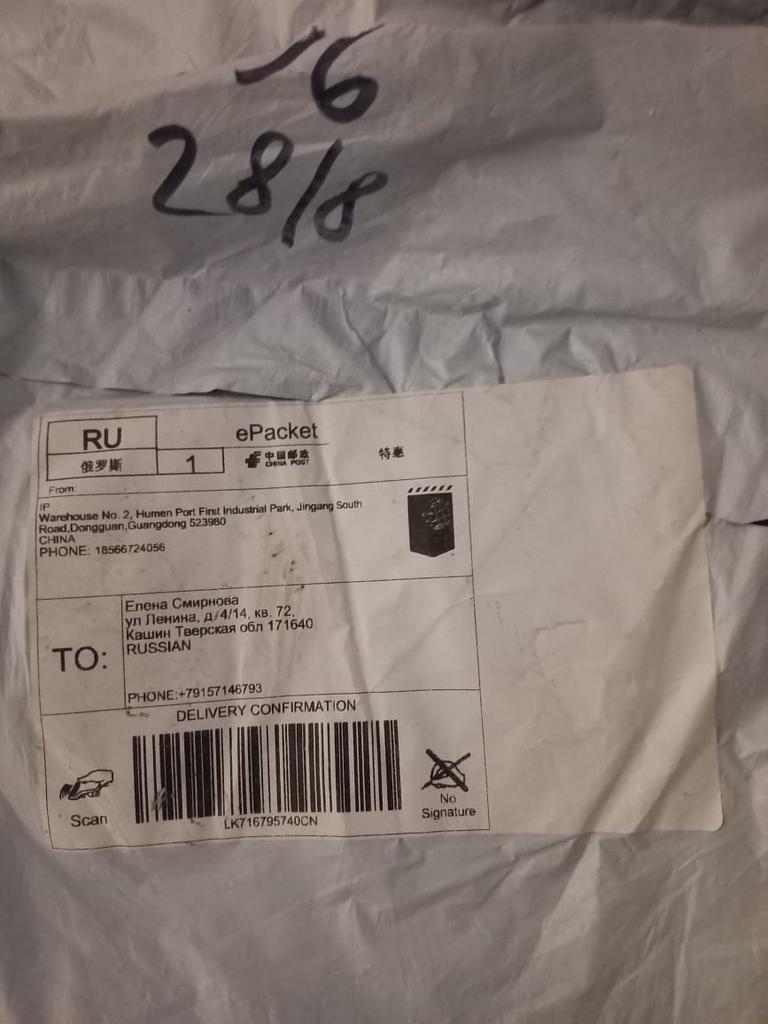 -6
28/8
RU
俄罗斯
1
ePacket
中国邮政
CHINA POST
特惠
From:
IP
Warehouse No. 2, Humen Port First Industrial Park, Jingang South
Road,Dongguan,Guangdong 523980
CHINA
PHONE: 18566724056
TO:
Елена Смирнова
ул Ленина, д. 4/14, кв. 72,
Кашин Тверская обл 171640
RUSSIAN
PHONE:+79157146793
DELIVERY CONFIRMATION
Scan
LK716795740CN
No
Signature